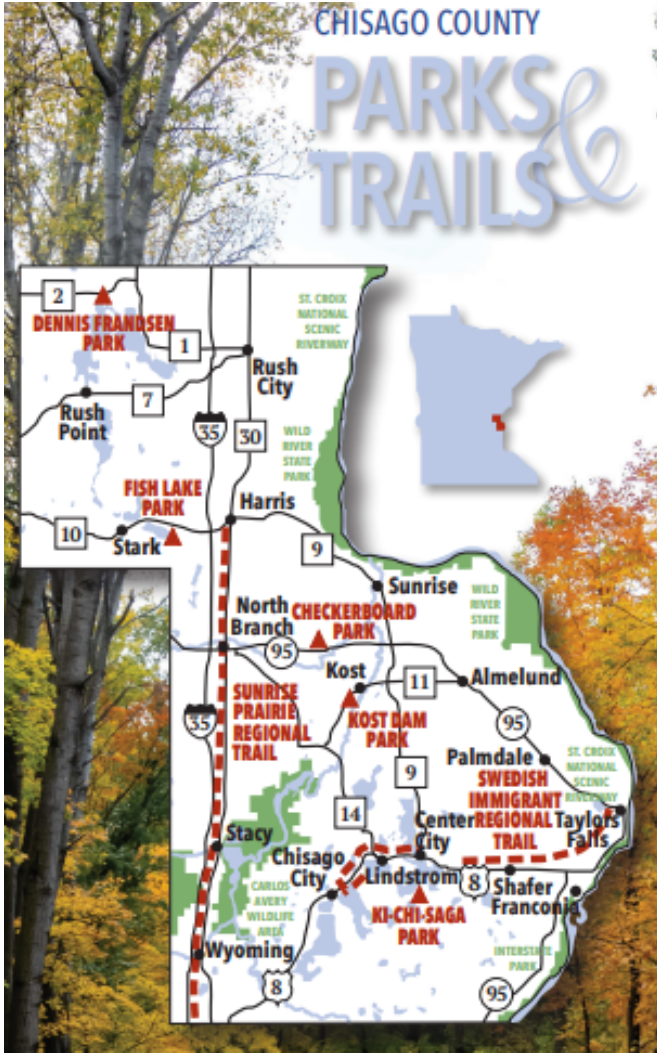 CHISAGO COUNTY
PARKS &
TRAILS
2
DENNIS FRANDSEN
PARK
1
ST. CROIX
NATIONAL
SCENIC
RIVERWAY
Rush
City
7
Rush
Point
35
30
WILD
RIVER
STATE
PARK
FISH LAKE
PARK
Harris
10
Stark
9
Sunrise
North
Branch
95
CHECKERBOARD
PARK
WILD
RIVER
STATE
PARK
Kost
11
Almelund
35
SUNRISE
PRAIRIE
REGIONAL
TRAIL
KOST DAM
PARK
95
9
Palmdale
ST. CROIX
NATIONAL
SCENIC
RIVERWAY
SWEDISH
IMMIGRANT
REGIONAL
TRAIL
14
Center
City
Taylors
Falls
Stacy
Chisago
City
Lindstrom
8
Shafer
Franconia
CARLOS
AVERY
WILDLIFE
AREA
KI-CHI-SAGA
PARK
Wyoming
INTERSTATE
PARK
8
95